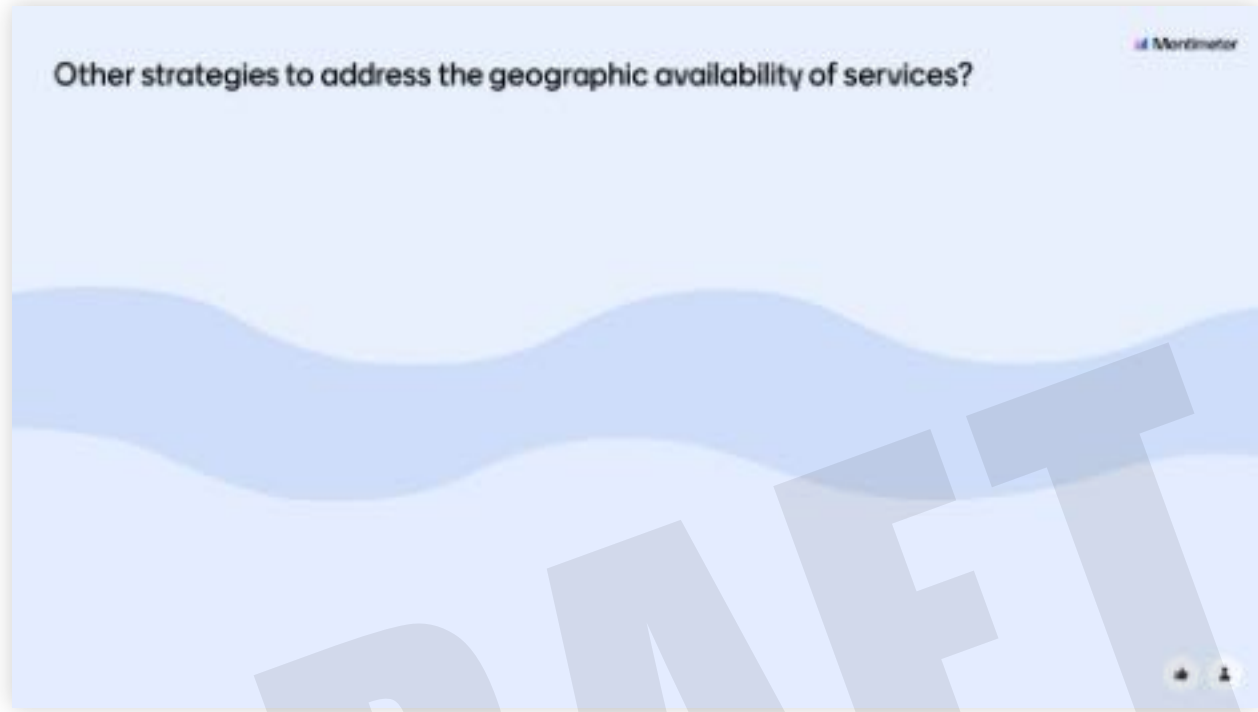 Mentimeter
Other strategies to address the geographic availability of services?
DRAFT